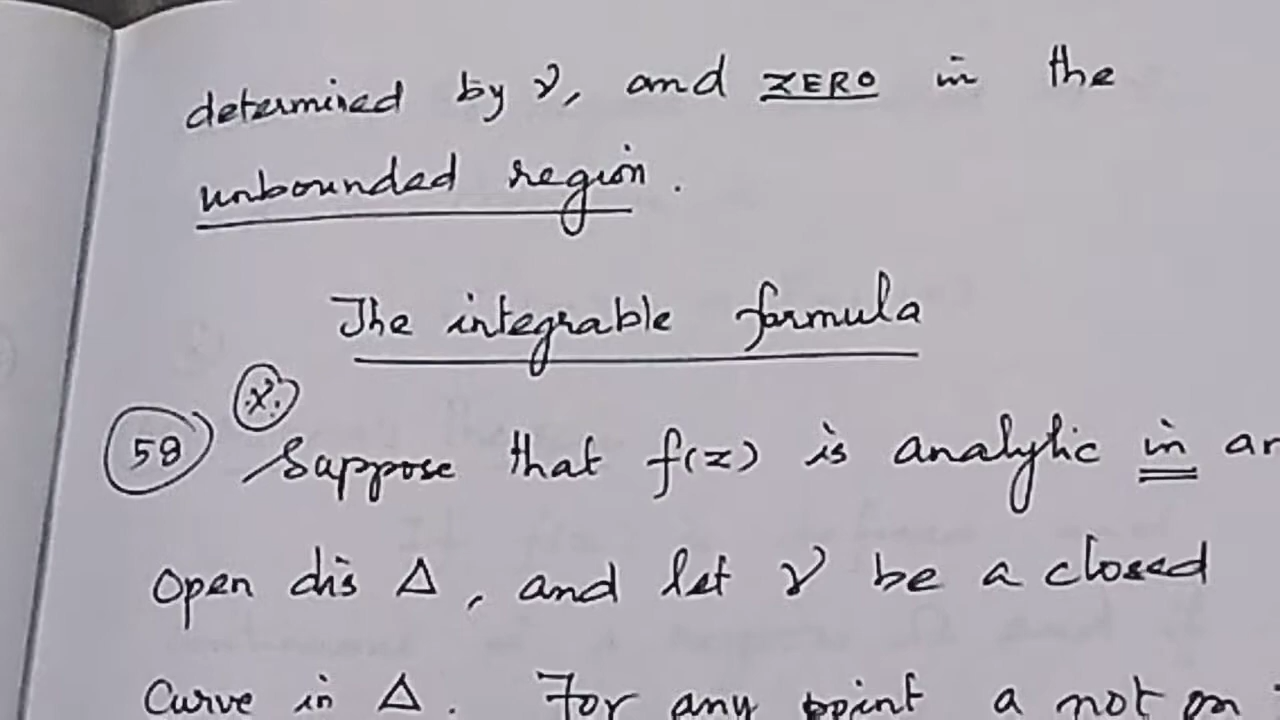 determined by γ, and ZERO in the
unbounded region.
The integrable formula
58 X. Suppose that f(z) is analytic in an
open dis Δ, and let γ be a closed
Curve in Δ. For any point a not on